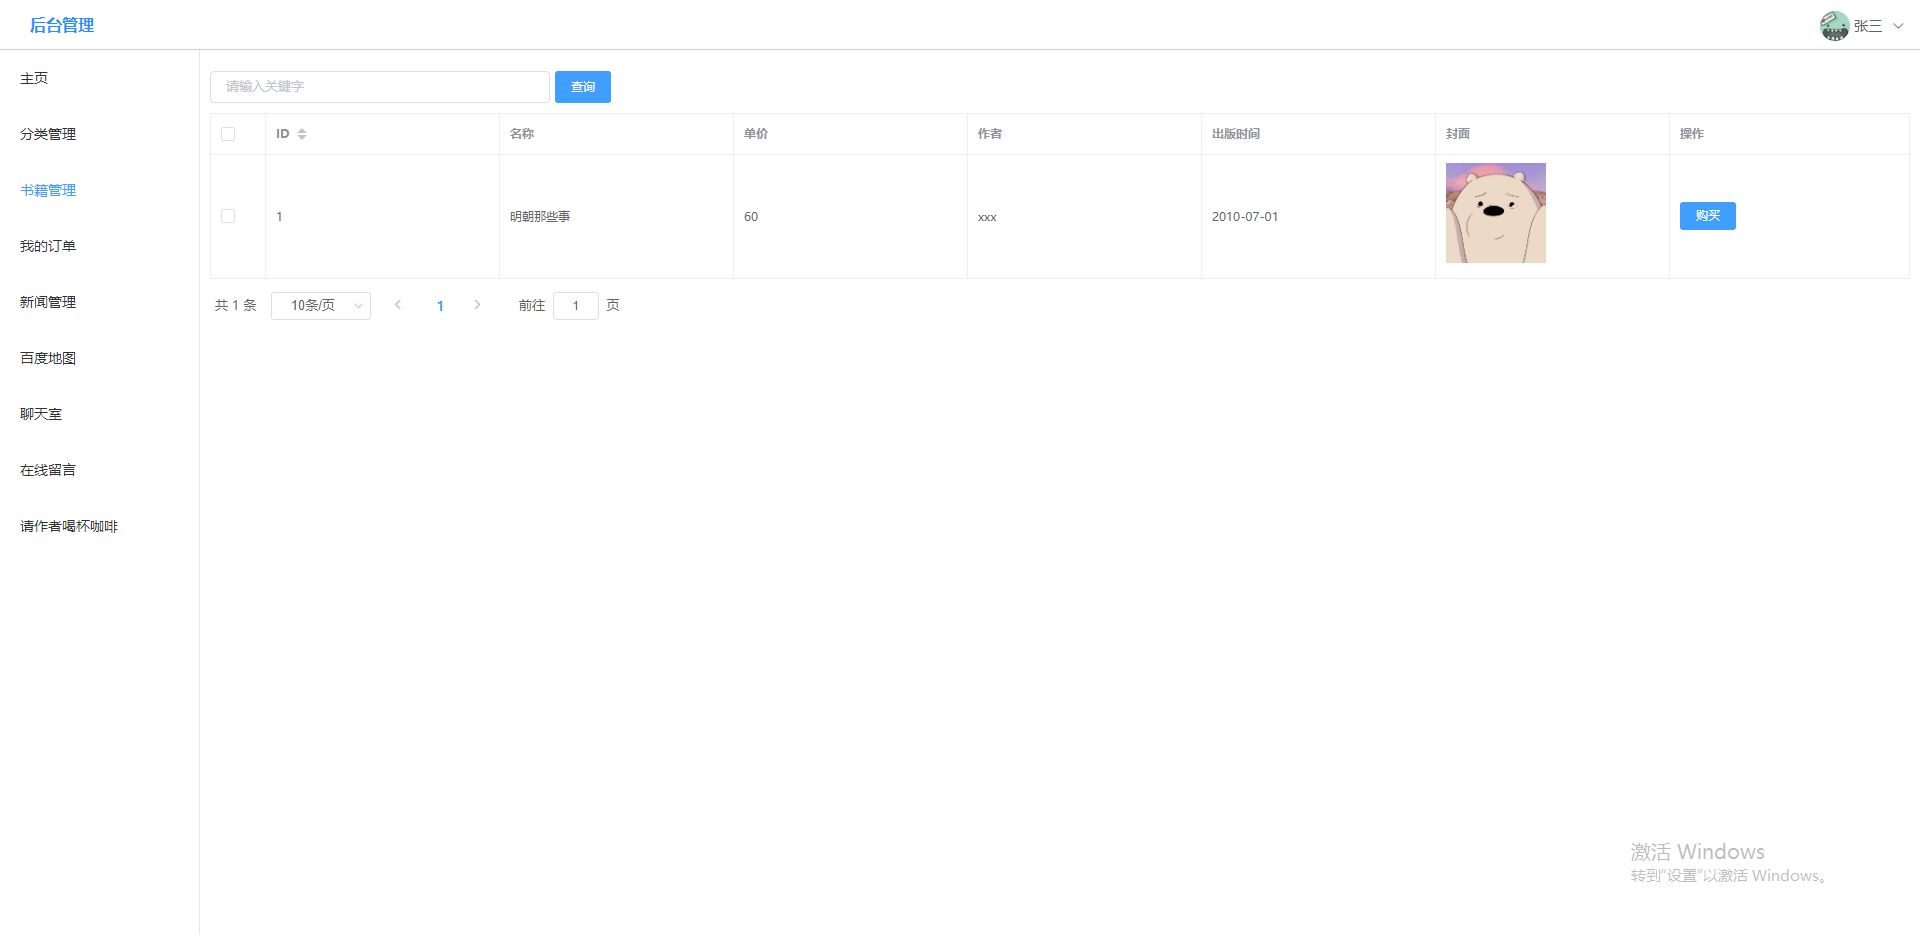 后台管理
张三
主页
分类管理
书籍管理
我的订单
新闻管理
百度地图
聊天室
在线留言
请作者喝杯咖啡
请输入关键字 查询
ID 名称 单价 作者 出版时间 封面 操作
1 明朝那些事 60 xxx 2010-07-01 购买
共 1 条 10条/页 1 前往 1 页
激活 Windows
转到“设置”以激活 Windows。